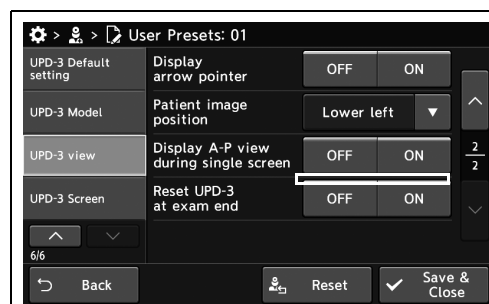 > > User Presets: 01
UPD-3 Default
setting
UPD-3 Model
UPD-3 view
UPD-3 Screen
6/6
Display
arrow pointer
OFF ON
Patient image
position
Lower left ▼
Display A-P view
during single screen
OFF ON
Reset UPD-3
at exam end
OFF ON
2
2
Back
Reset
Save &
Close